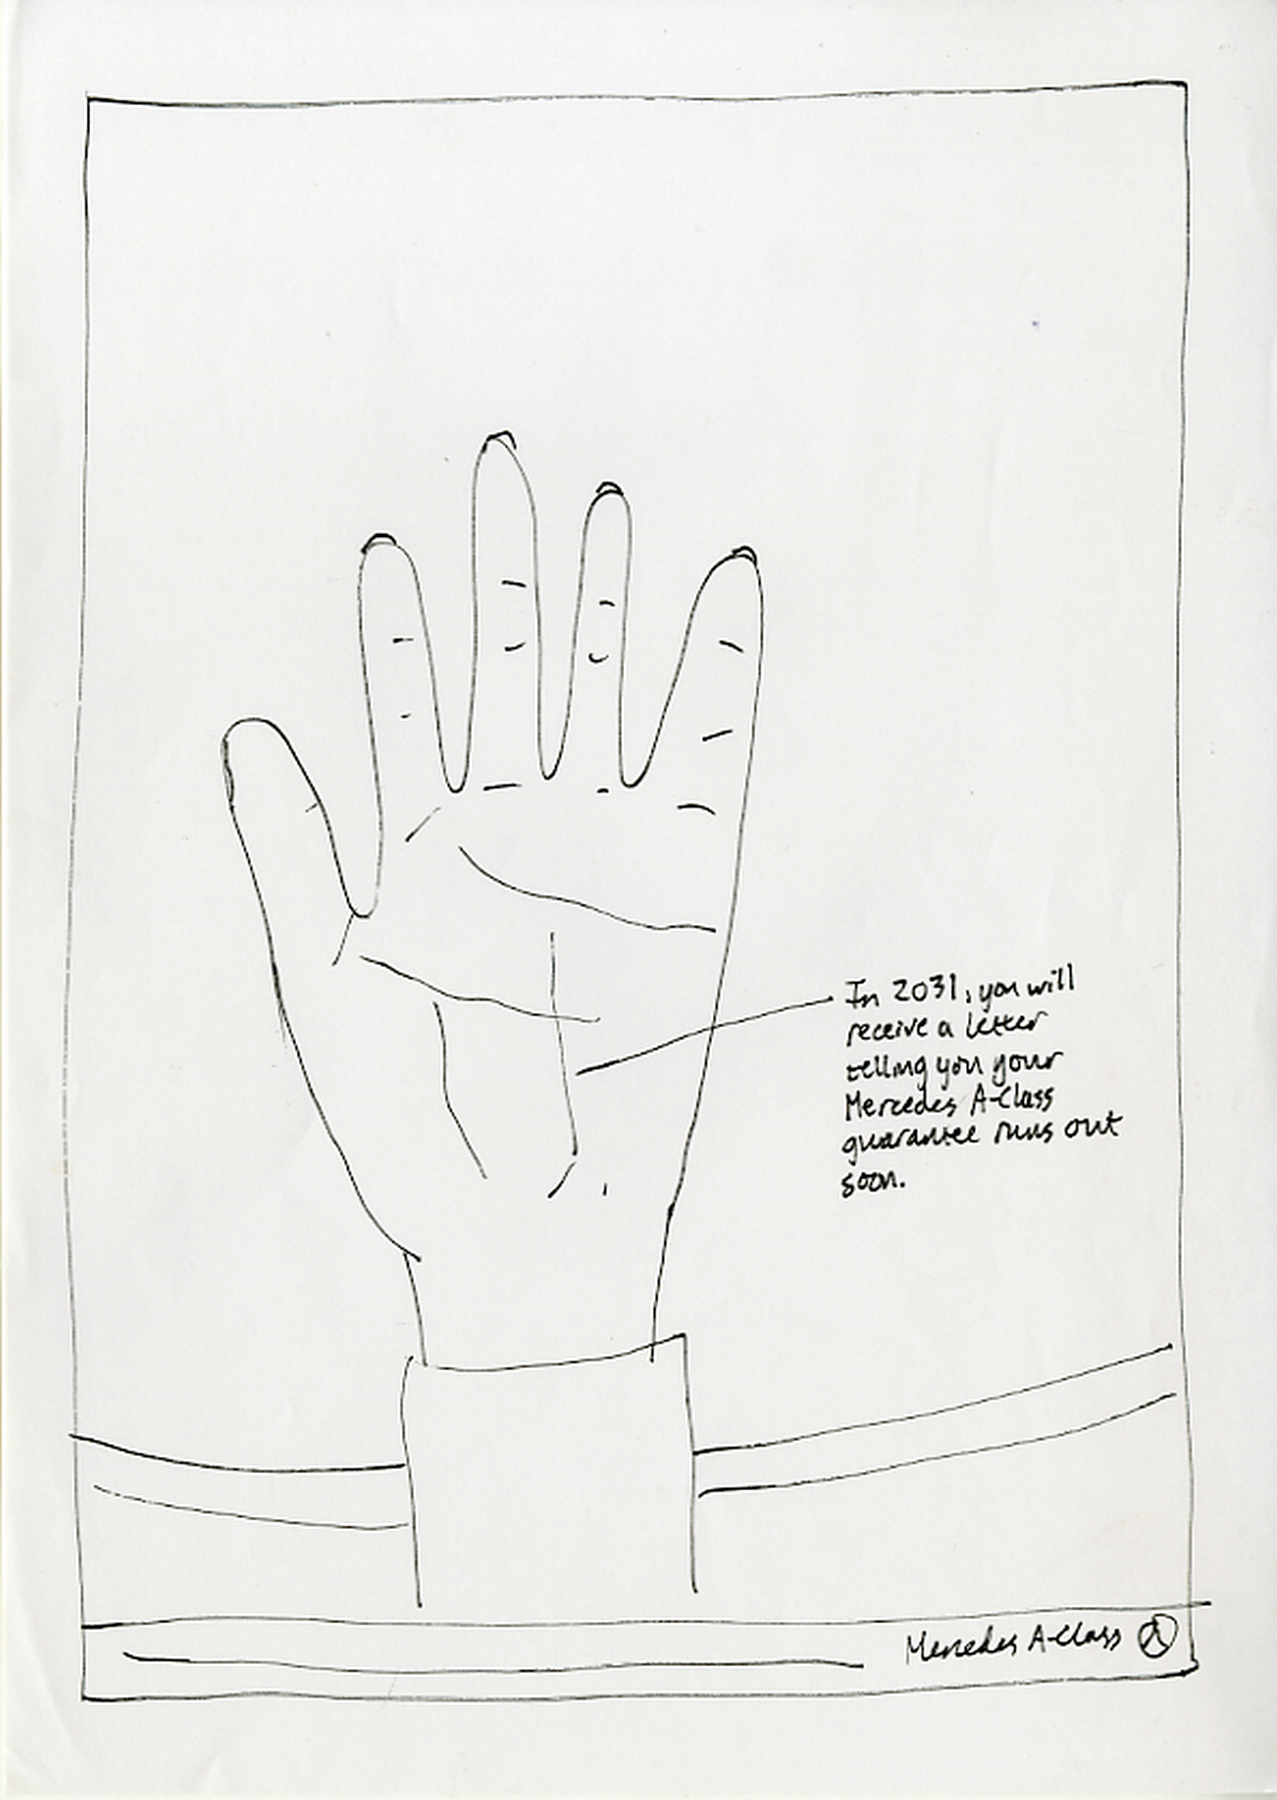 In 2031, you will
receive a letter
telling you your
Mercedes A-Class
guarantee runs out
soon.
Mercedes A-Class